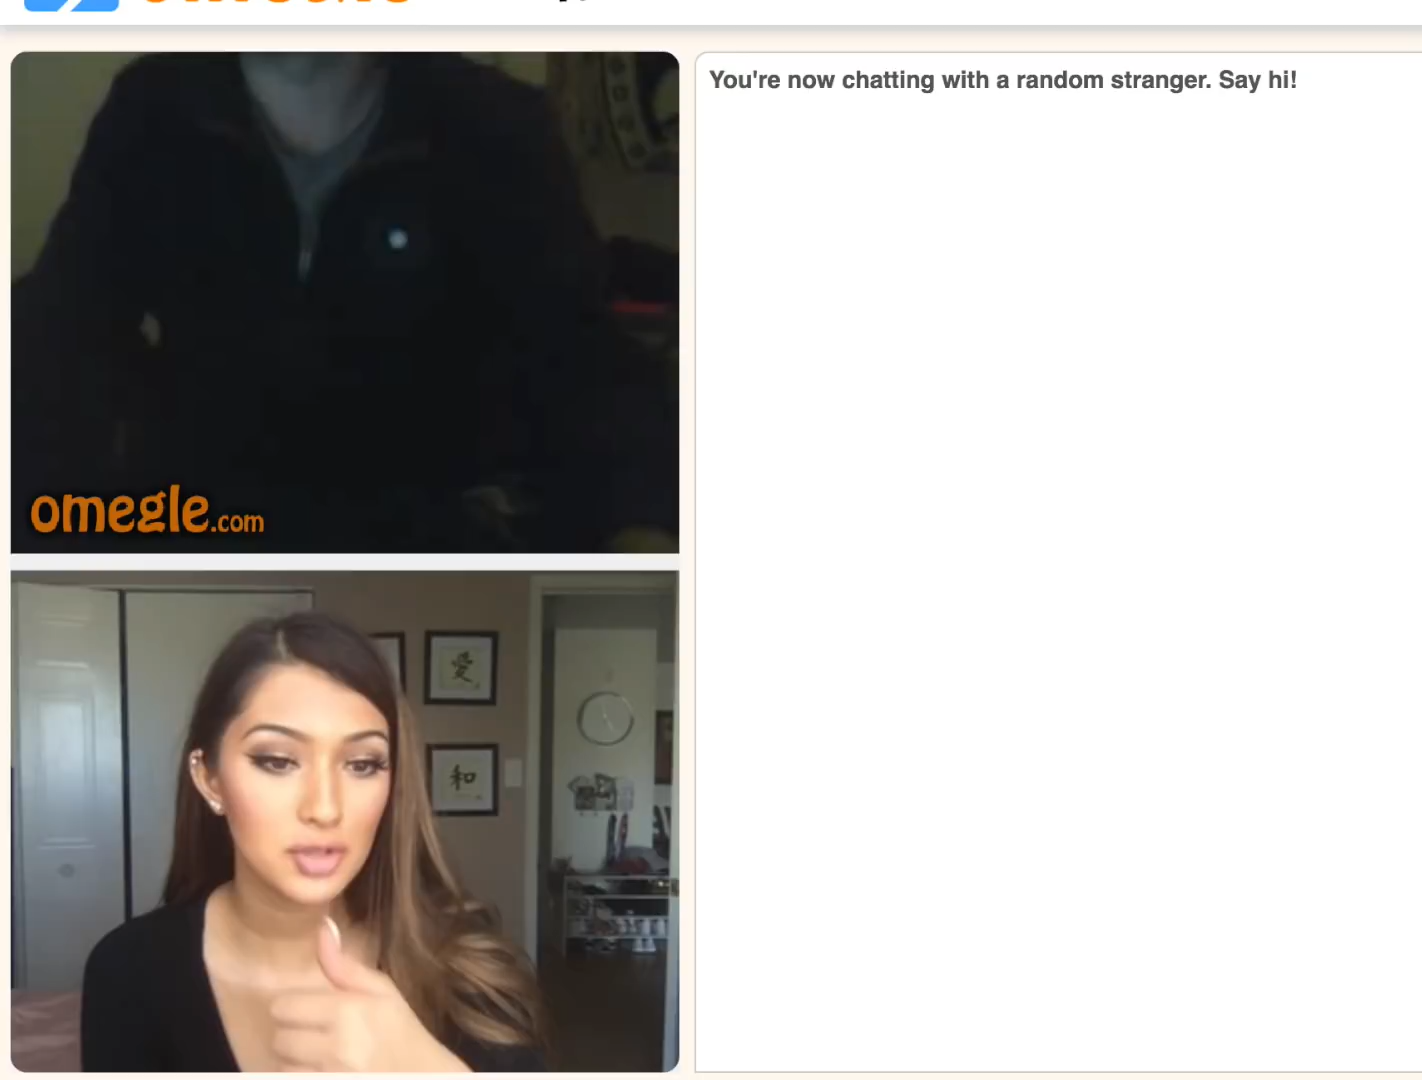 You're now chatting with a random stranger. Say hi!
omegle.com
愛
和